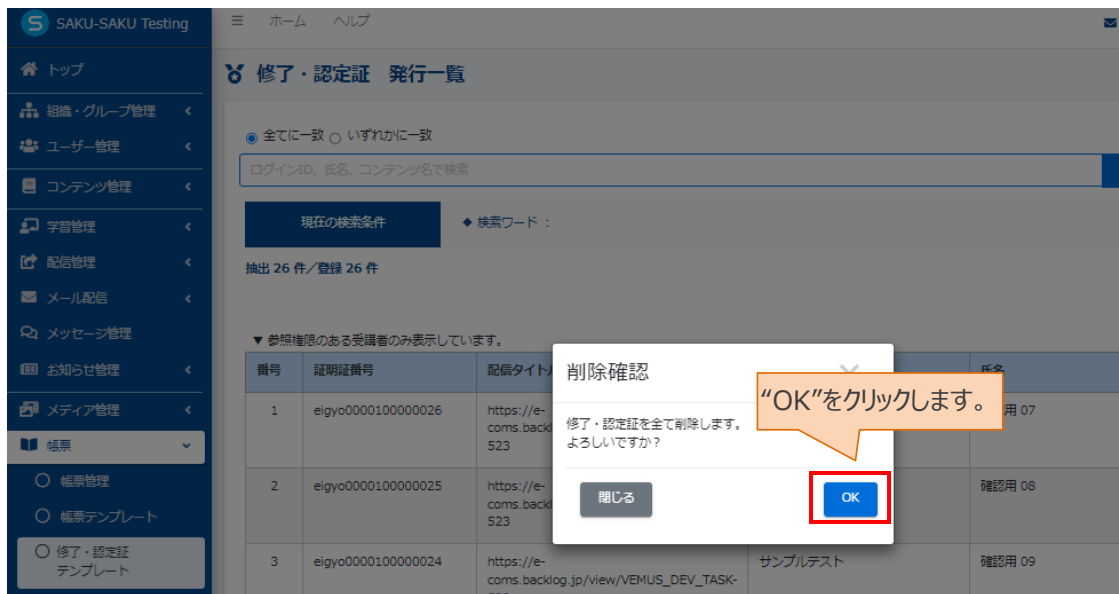 SAKU-SAKU Testing
ホーム ヘルプ
トップ
組織・グループ管理
ユーザー管理
コンテンツ管理
学習管理
配信管理
メール配信
メッセージ管理
お知らせ管理
メディア管理
帳票
帳票管理
帳票テンプレート
修了・認定証
テンプレート
修了・認定証 発行一覧
全てに一致 いずれかに一致
ログインID、氏名、コンテンツ名で検索
現在の検索条件 ◆ 検索ワード :
抽出 26 件／登録 26 件
▼ 参照権限のある受講者のみ表示しています。
番号 証明証番号 配信タイトル 氏名
1 eigyo0000100000026 https://e-
coms.backl
523
用 07
2 eigyo0000100000025 https://e-
coms.backl
523
確認用 08
3 eigyo0000100000024 https://e- サンプルテスト 確認用 09
coms.backlog.jp/view/VEMUS_DEV_TASK-
削除確認
修了・認定証を全て削除します。
よろしいですか？
閉じる OK
“OK”をクリックします。